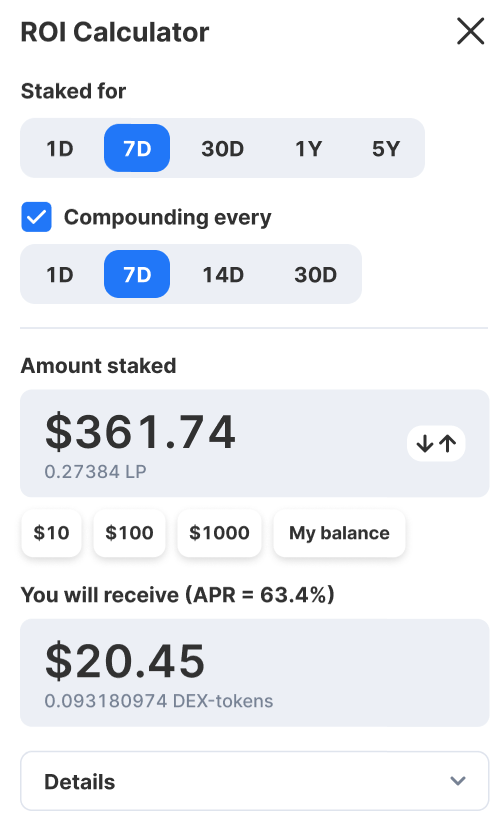 ROI Calculator
Staked for
1D 7D 30D 1Y 5Y
Compounding every
1D 7D 14D 30D
Amount staked
$361.74
0.27384 LP
$10 $100 $1000 My balance
You will receive (APR = 63.4%)
$20.45
0.093180974 DEX-tokens
Details